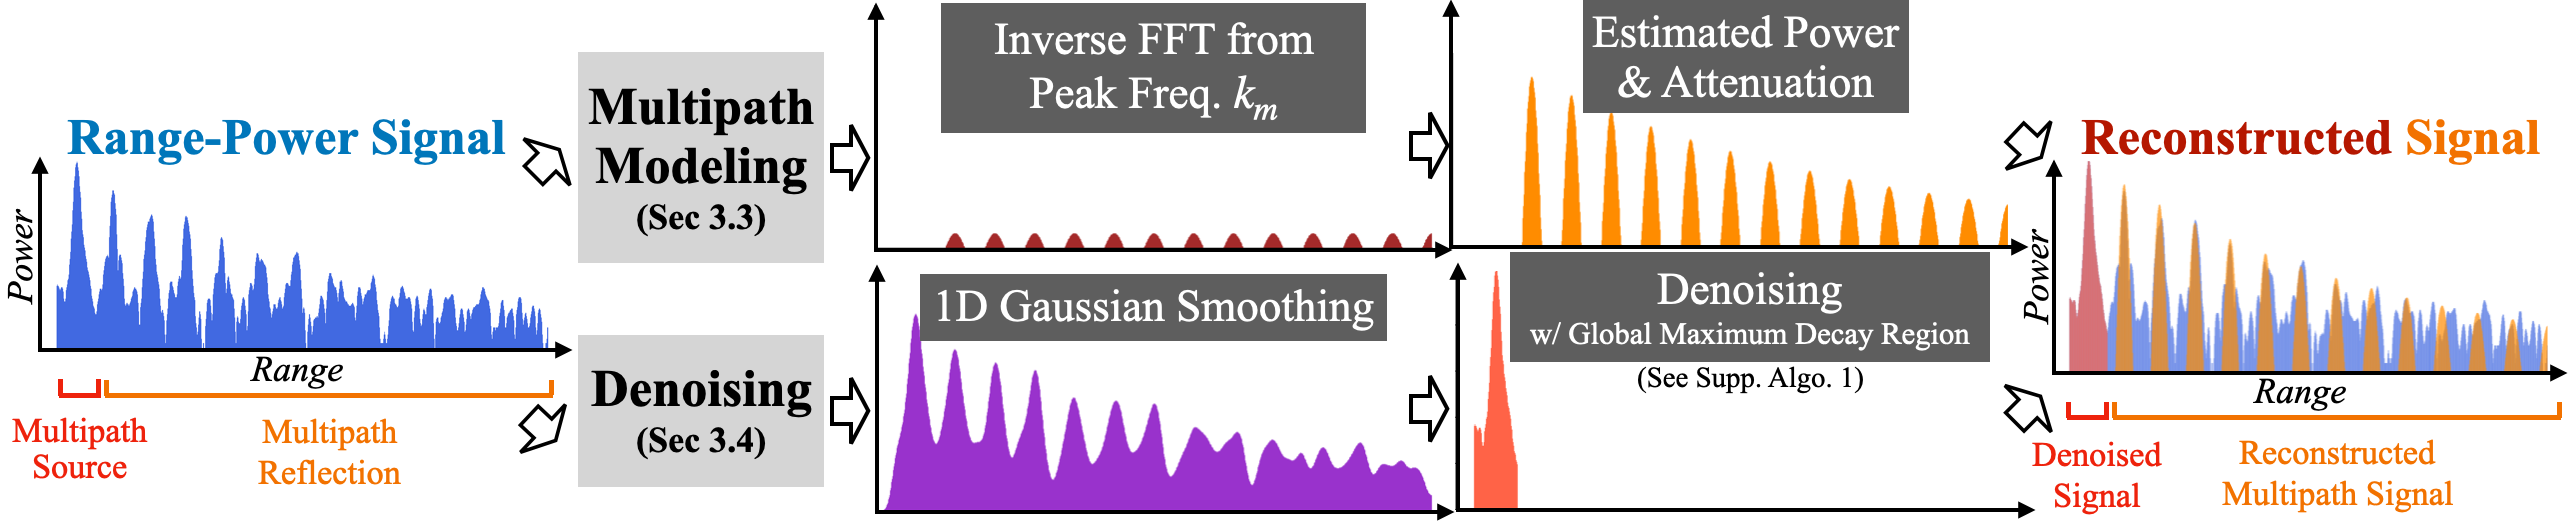 Range-Power Signal
Power
Range
Multipath
Source
Multipath
Reflection
Multipath
Modeling
(Sec 3.3)
Denoising
(Sec 3.4)
Inverse FFT from
Peak Freq. kₘ
Estimated Power
& Attenuation
1D Gaussian Smoothing
Denoising
w/ Global Maximum Decay Region
(See Supp. Algo. 1)
Reconstructed Signal
Power
Range
Denoised
Signal
Reconstructed
Multipath Signal